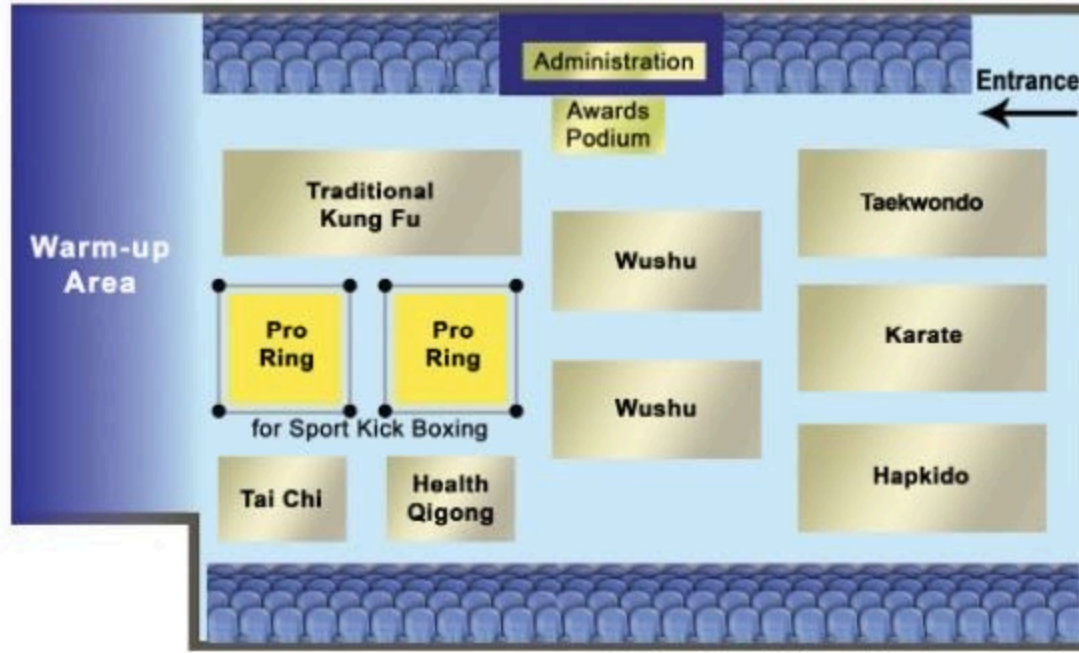 Administration
Entrance
Awards
Podium
Traditional
Kung Fu
Taekwondo
Warm-up
Area
Wushu
Pro
Ring
Pro
Ring
Karate
for Sport Kick Boxing
Wushu
Tai Chi
Health
Qigong
Hapkido